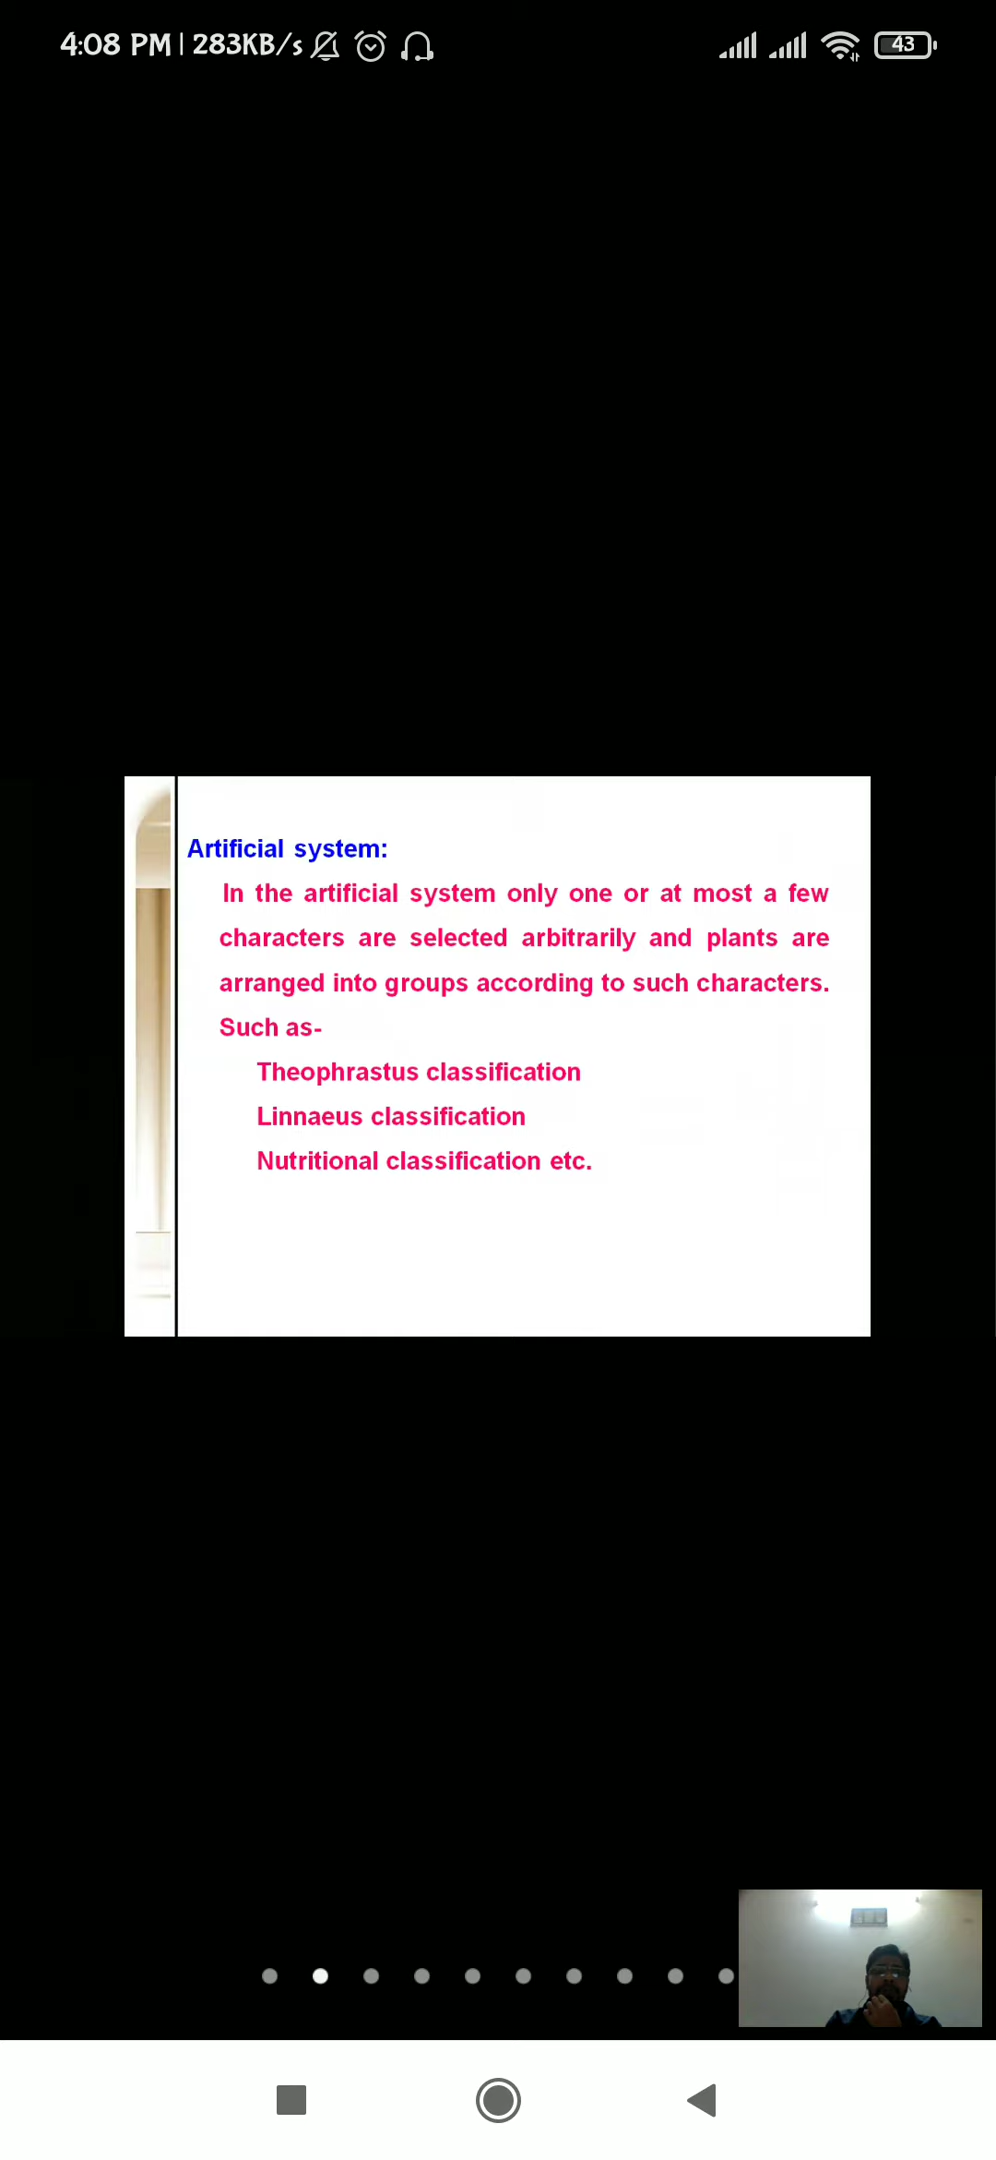 4:08 PM | 283KB/s 43
Artificial system:
In the artificial system only one or at most a few
characters are selected arbitrarily and plants are
arranged into groups according to such characters.
Such as-
Theophrastus classification
Linnaeus classification
Nutritional classification etc.